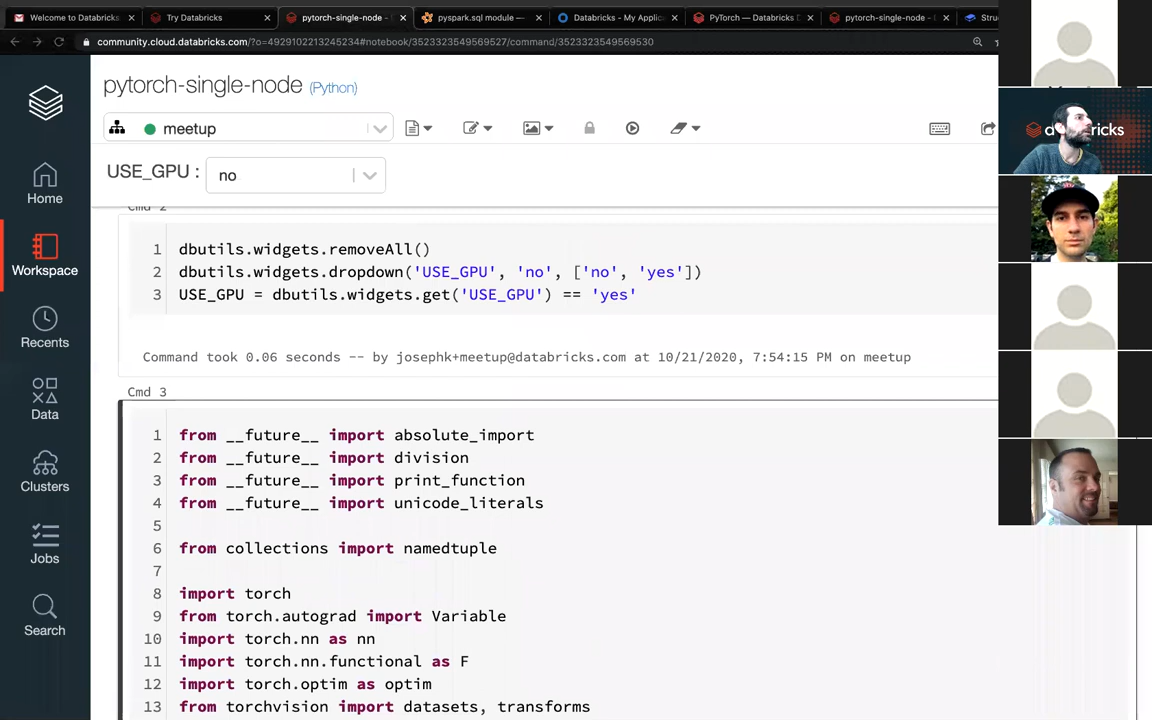 Welcome to Databricks
Try Databricks
pytorch-single-node -
pyspark.sql module —
Databricks - My Applic
PyTorch — Databricks D
pytorch-single-node -
Struc
community.cloud.databricks.com/?o=4929102213245234#notebook/3523323549569527/command/3523323549569530
pytorch-single-node (Python)
meetup
USE_GPU :
no
Home
Workspace
Recents
Data
Clusters
Jobs
Search
Cmd 2
1 dbutils.widgets.removeAll()
2 dbutils.widgets.dropdown('USE_GPU', 'no', ['no', 'yes'])
3 USE_GPU = dbutils.widgets.get('USE_GPU') == 'yes'
Command took 0.06 seconds -- by josephk+meetup@databricks.com at 10/21/2020, 7:54:15 PM on meetup
Cmd 3
1 from __future__ import absolute_import
2 from __future__ import division
3 from __future__ import print_function
4 from __future__ import unicode_literals
5
6 from collections import namedtuple
7
8 import torch
9 from torch.autograd import Variable
10 import torch.nn as nn
11 import torch.nn.functional as F
12 import torch.optim as optim
13 from torchvision import datasets, transforms